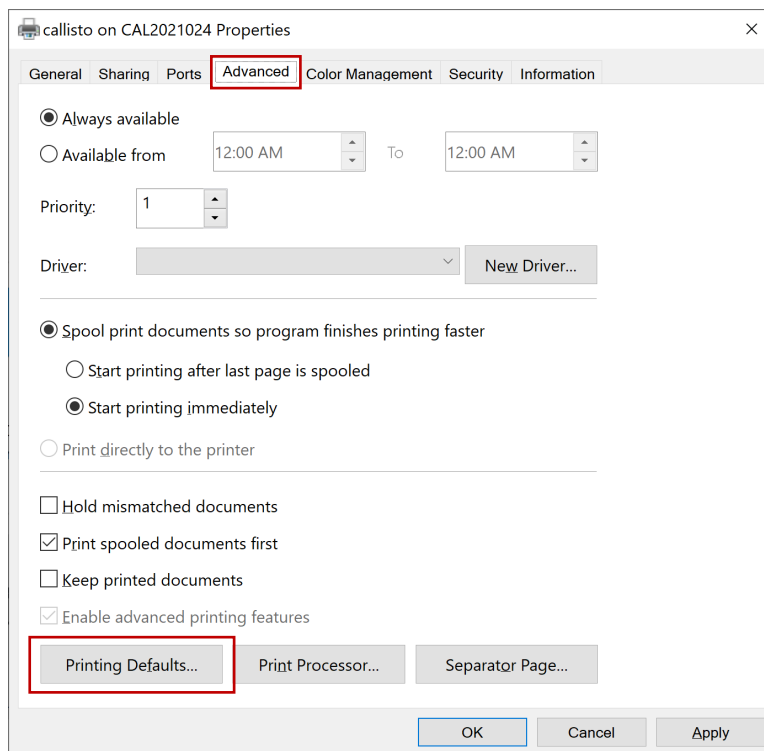 callisto on CAL2021024 Properties
General Sharing Ports Advanced Color Management Security Information
Always available
Available from 12:00 AM To 12:00 AM
Priority: 1
Driver: New Driver...
Spool print documents so program finishes printing faster
Start printing after last page is spooled
Start printing immediately
Print directly to the printer
Hold mismatched documents
Print spooled documents first
Keep printed documents
Enable advanced printing features
Printing Defaults... Print Processor... Separator Page...
OK Cancel Apply